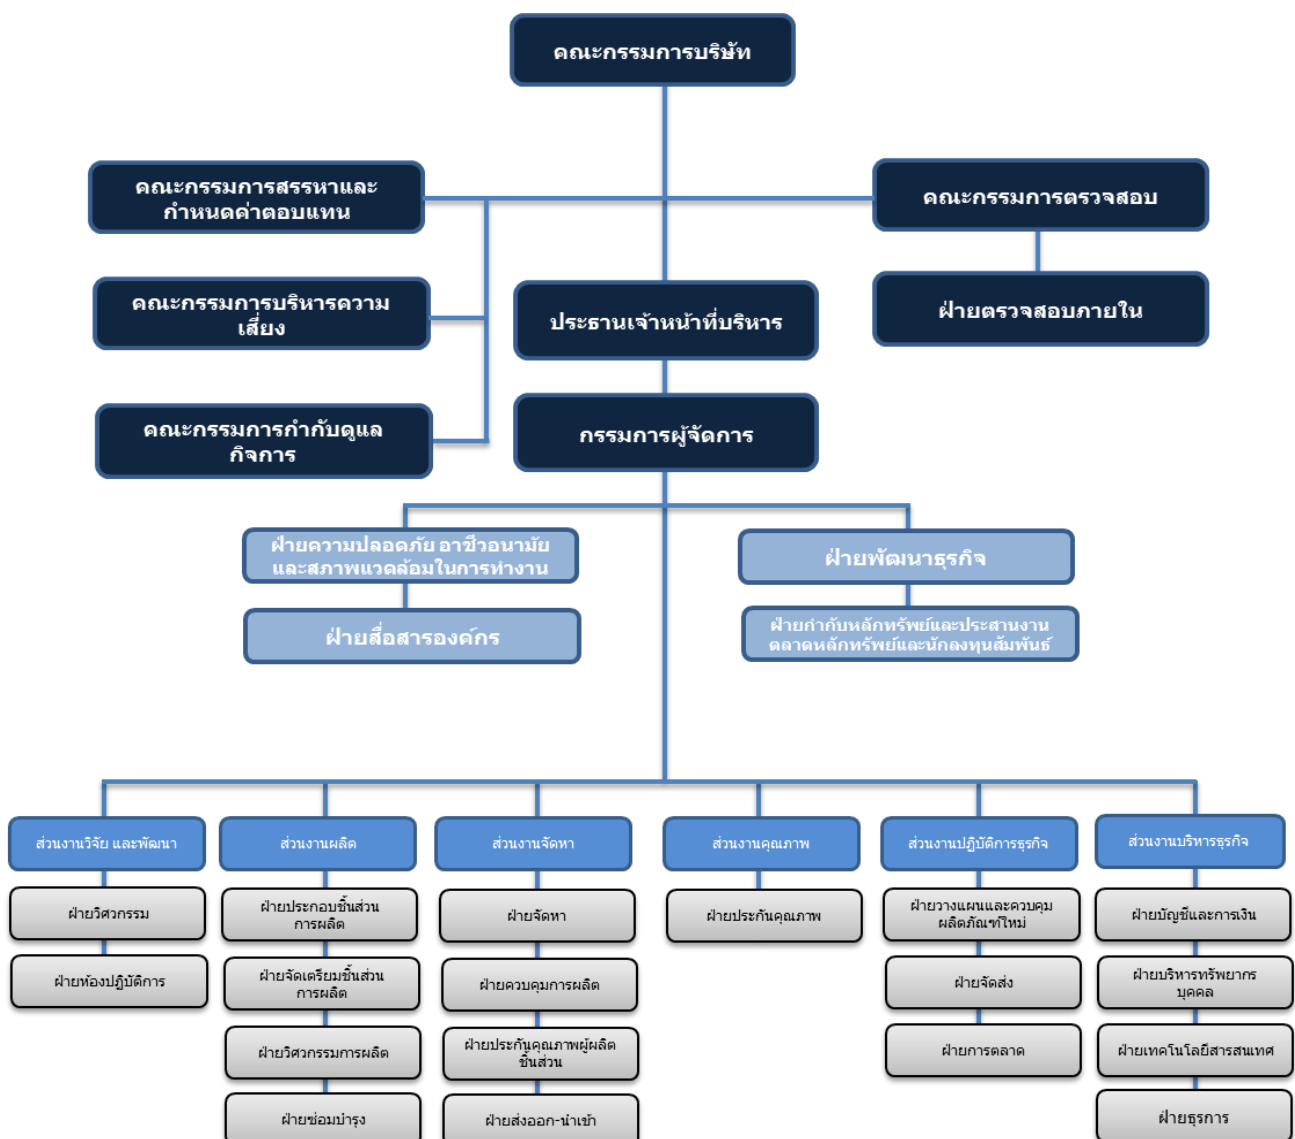 คณะกรรมการบริษัท
คณะกรรมการสรรหาและ
กำหนดค่าตอบแทน
คณะกรรมการตรวจสอบ
คณะกรรมการบริหารความ
เสี่ยง
ประธานเจ้าหน้าที่บริหาร
ฝ่ายตรวจสอบภายใน
คณะกรรมการกำกับดูแล
กิจการ
กรรมการผู้จัดการ
ฝ่ายความปลอดภัย อาชีวอนามัย
และสภาพแวดล้อมในการทำงาน
ฝ่ายพัฒนาธุรกิจ
ฝ่ายสื่อสารองค์กร
ฝ่ายกำกับหลักทรัพย์และประสานงาน
ตลาดหลักทรัพย์และนักลงทุนสัมพันธ์
ส่วนงานวิจัย และพัฒนา
ส่วนงานผลิต
ส่วนงานจัดหา
ส่วนงานคุณภาพ
ส่วนงานปฏิบัติการธุรกิจ
ส่วนงานบริหารธุรกิจ
ฝ่ายวิศวกรรม
ฝ่ายประกอบชิ้นส่วน
การผลิต
ฝ่ายจัดหา
ฝ่ายประกันคุณภาพ
ฝ่ายวางแผนและควบคุม
ผลิตภัณฑ์ใหม่
ฝ่ายบัญชีและการเงิน
ฝ่ายห้องปฏิบัติการ
ฝ่ายจัดเตรียมชิ้นส่วน
การผลิต
ฝ่ายควบคุมการผลิต
ฝ่ายจัดส่ง
ฝ่ายบริหารทรัพยากร
บุคคล
ฝ่ายวิศวกรรมการผลิต
ฝ่ายประกันคุณภาพผู้ผลิต
ชิ้นส่วน
ฝ่ายการตลาด
ฝ่ายเทคโนโลยีสารสนเทศ
ฝ่ายซ่อมบำรุง
ฝ่ายส่งออก-นำเข้า
ฝ่ายธุรการ